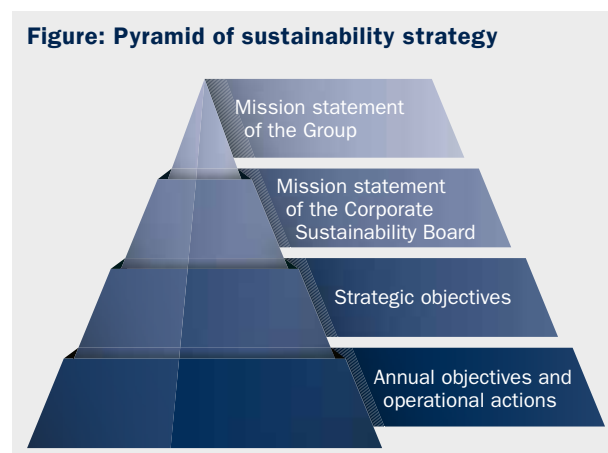 Figure: Pyramid of sustainability strategy
Mission statement
of the Group
Mission statement
of the Corporate
Sustainability Board
Strategic objectives
Annual objectives and
operational actions